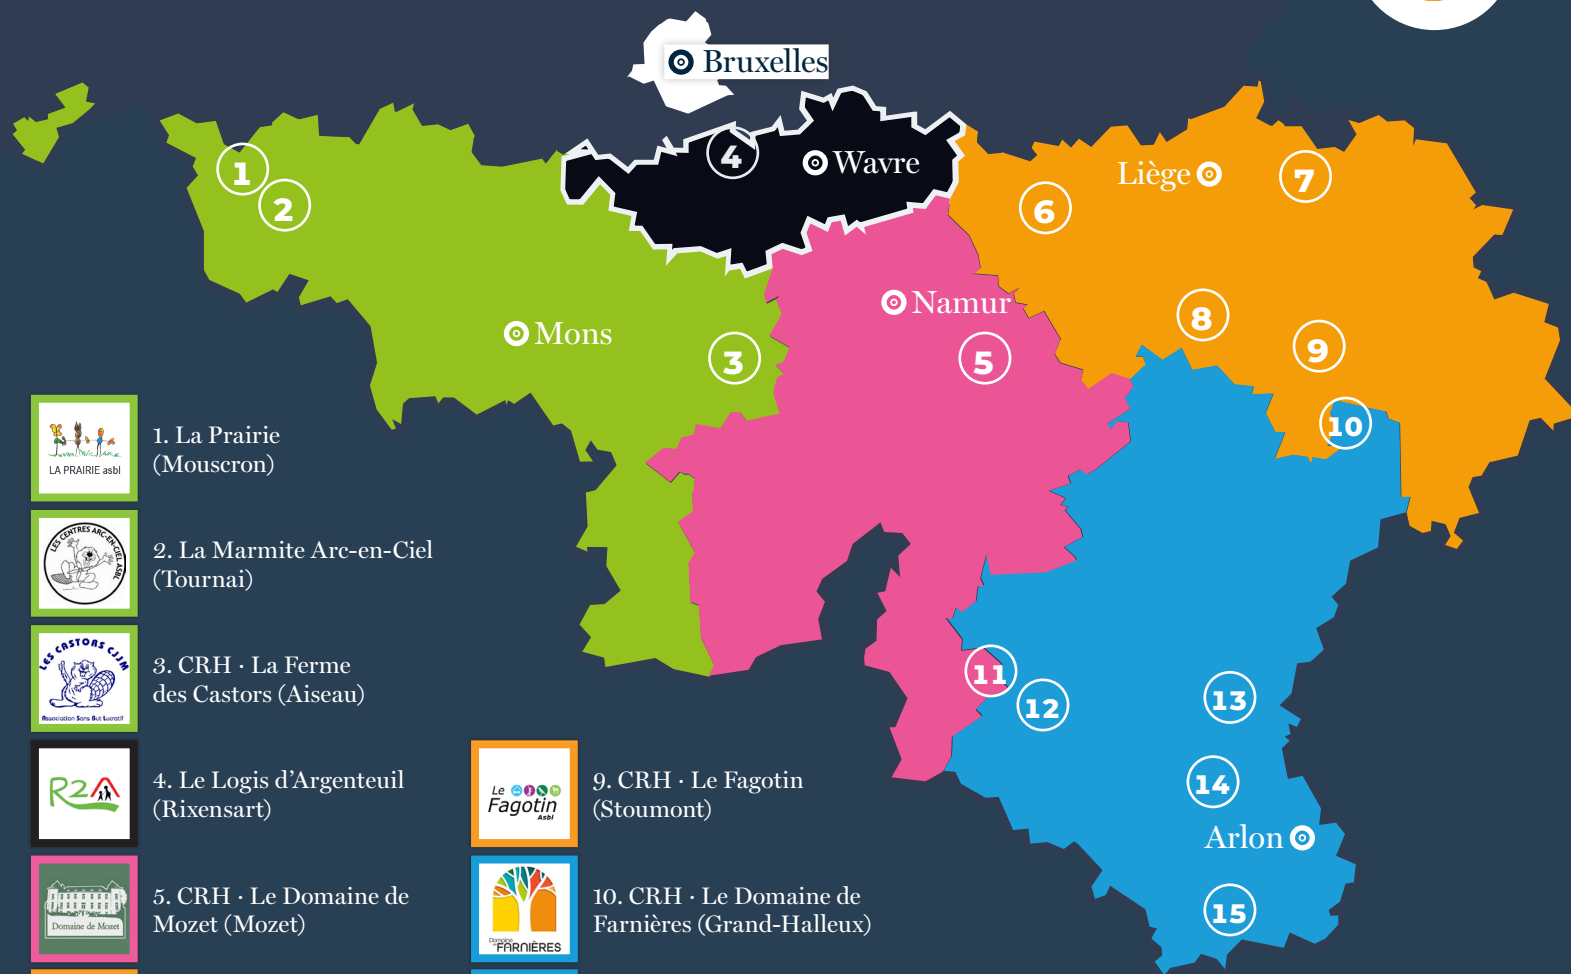 Bruxelles
1
2
4
Wavre
Liège
6
7
Mons
3
Namur
5
8
9
10
11
12
13
14
Arlon
15
LA PRAIRIE asbl
1. La Prairie
(Mouscron)
LES CENTRES ARC-EN-CIEL ASBL
2. La Marmite Arc-en-Ciel
(Tournai)
LES CASTORS CJJM
Association Sans But Lucratif
3. CRH · La Ferme
des Castors (Aiseau)
R2A
4. Le Logis d'Argenteuil
(Rixensart)
Domaine de Mozet
5. CRH · Le Domaine de
Mozet (Mozet)
Le
Fagotin
Asbl
9. CRH · Le Fagotin
(Stoumont)
Domaine
de FARNIÈRES
10. CRH · Le Domaine de
Farnières (Grand-Halleux)